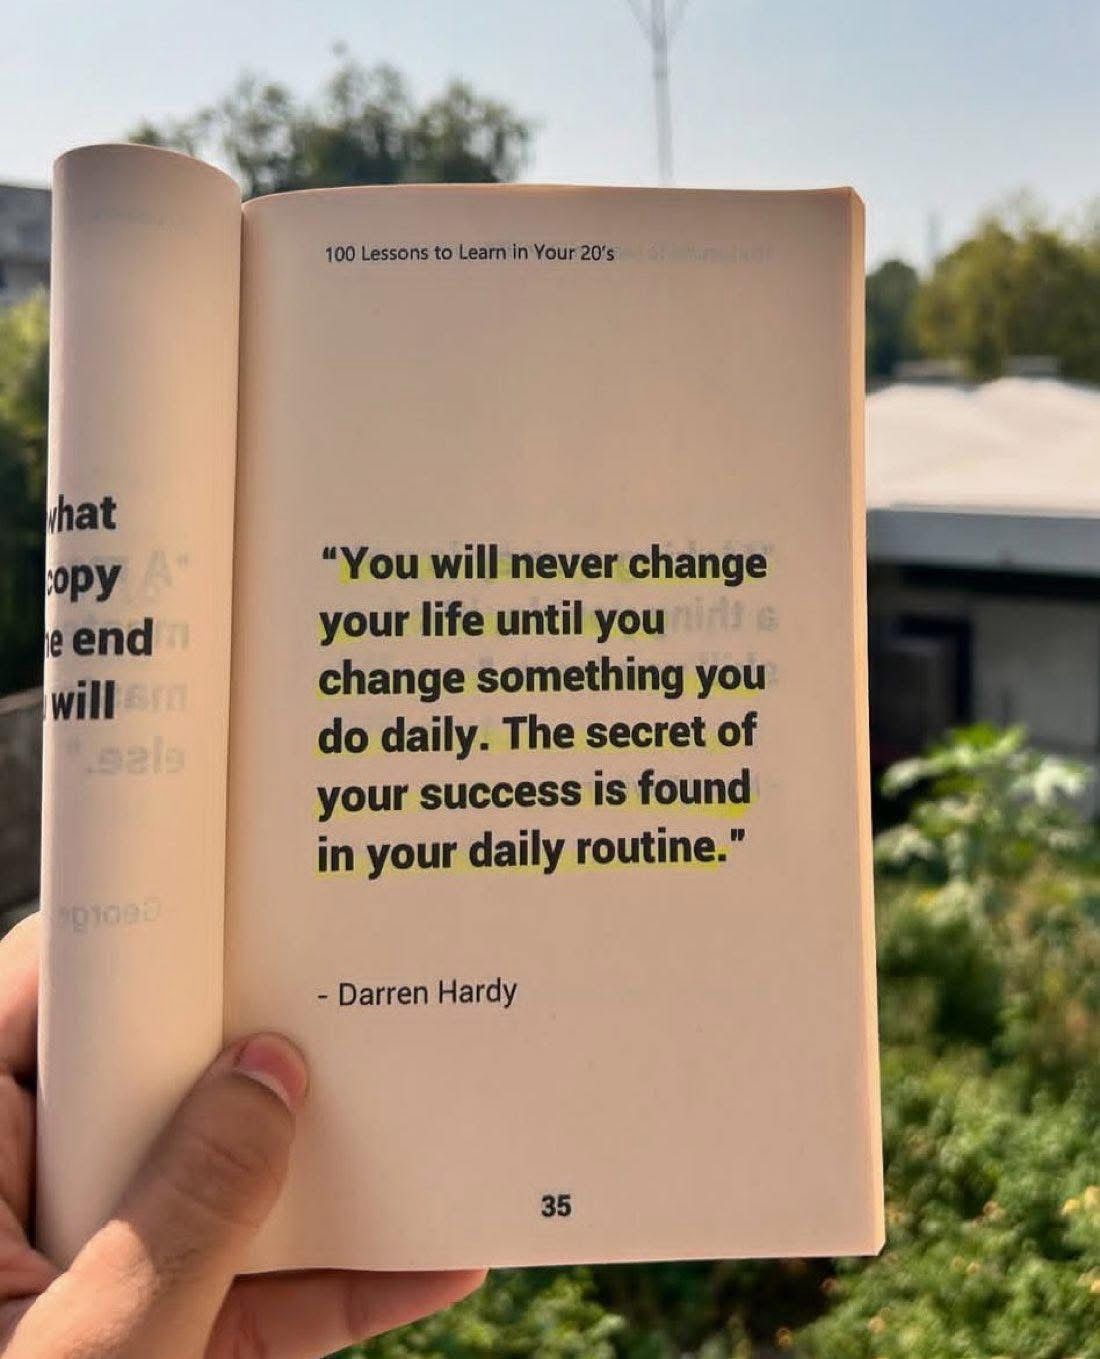 what
copy
end
will
100 Lessons to Learn in Your 20's
“You will never change
your life until you
change something you
do daily. The secret of
your success is found
in your daily routine.”
- Darren Hardy
35